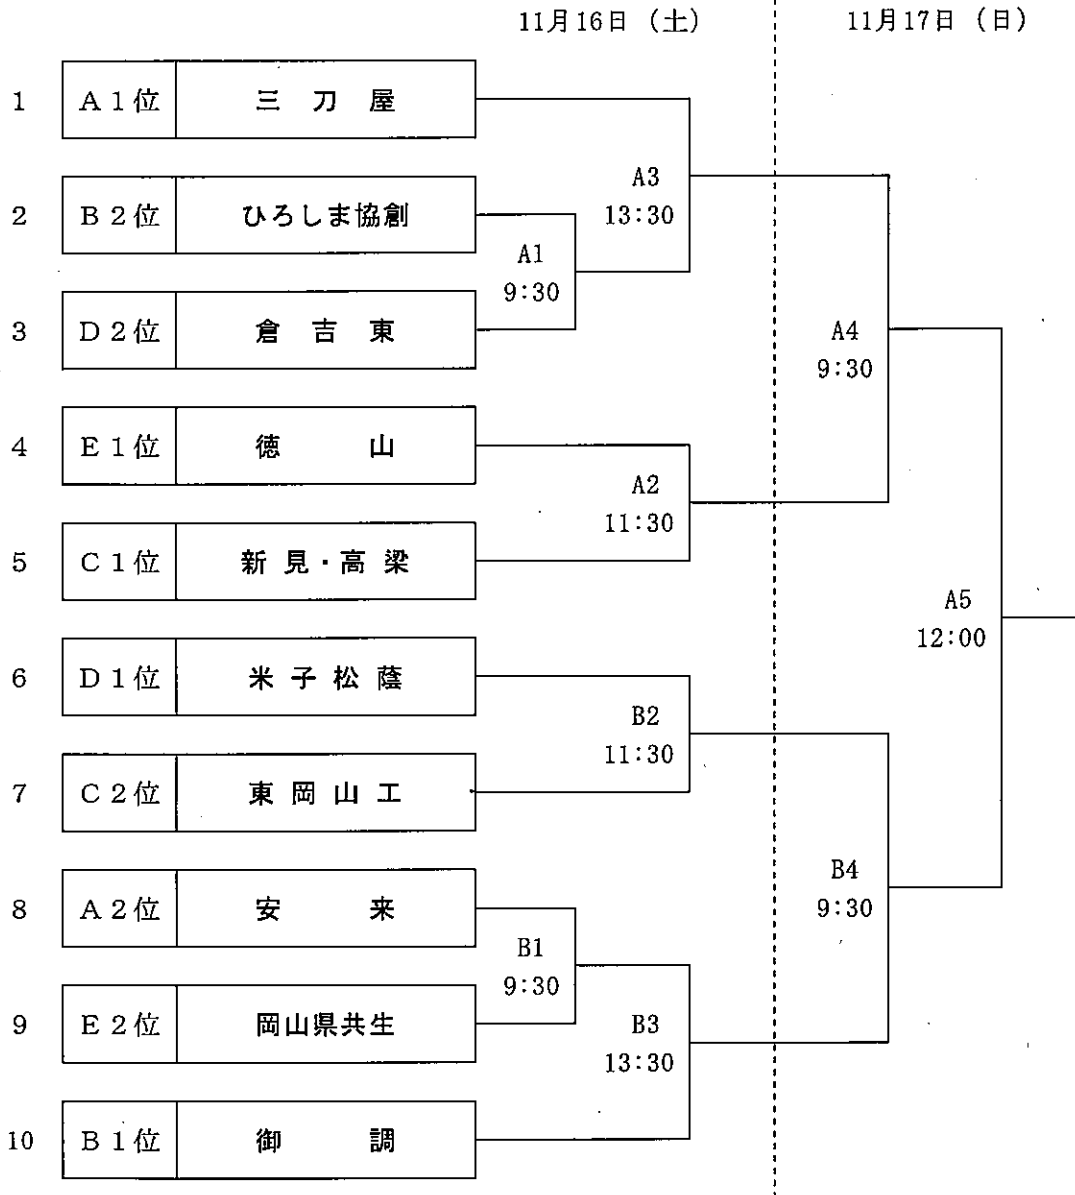 11月16日（土） 11月17日（日）
1 A1位 三刀屋
2 B2位 ひろしま協創
3 D2位 倉吉東
4 E1位 徳山
5 C1位 新見・高梁
6 D1位 米子松蔭
7 C2位 東岡山工
8 A2位 安来
9 E2位 岡山県共生
10 B1位 御調
A1
9:30
A3
13:30
A2
11:30
B2
11:30
B1
9:30
B3
13:30
A4
9:30
B4
9:30
A5
12:00